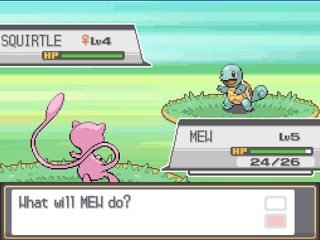 SQUIRTLE ♀Lv4
HP
MEW Lv5
HP
24/26
What will MEW do?